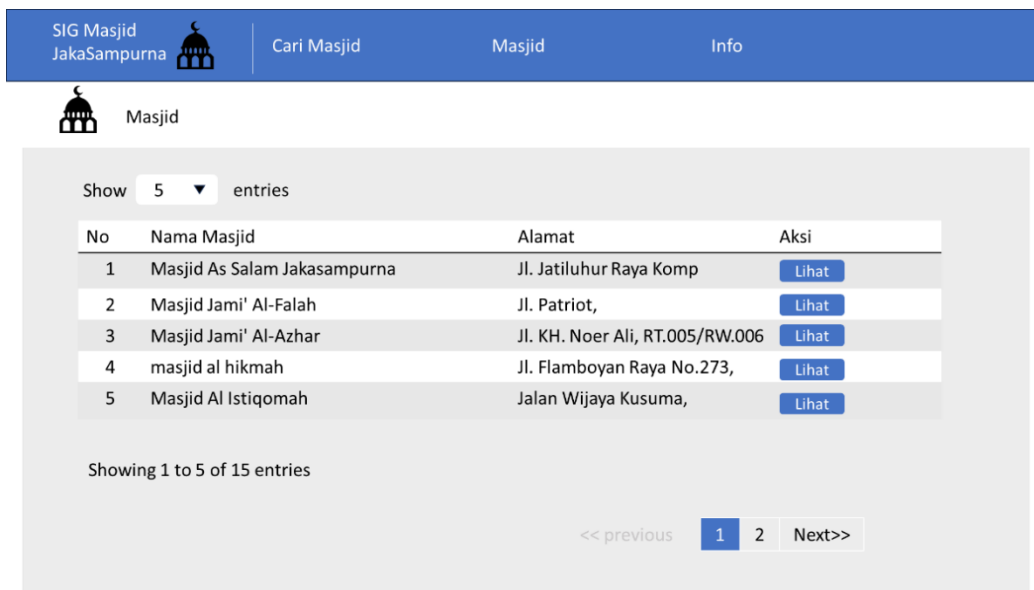 SIG Masjid
JakaSampurna
Cari Masjid Masjid Info
Masjid
Show 5 entries
No Nama Masjid Alamat Aksi
1 Masjid As Salam Jakasampurna Jl. Jatiluhur Raya Komp Lihat
2 Masjid Jami' Al-Falah Jl. Patriot, Lihat
3 Masjid Jami' Al-Azhar Jl. KH. Noer Ali, RT.005/RW.006 Lihat
4 masjid al hikmah Jl. Flamboyan Raya No.273, Lihat
5 Masjid Al Istiqomah Jalan Wijaya Kusuma, Lihat
Showing 1 to 5 of 15 entries
<< previous 1 2 Next>>